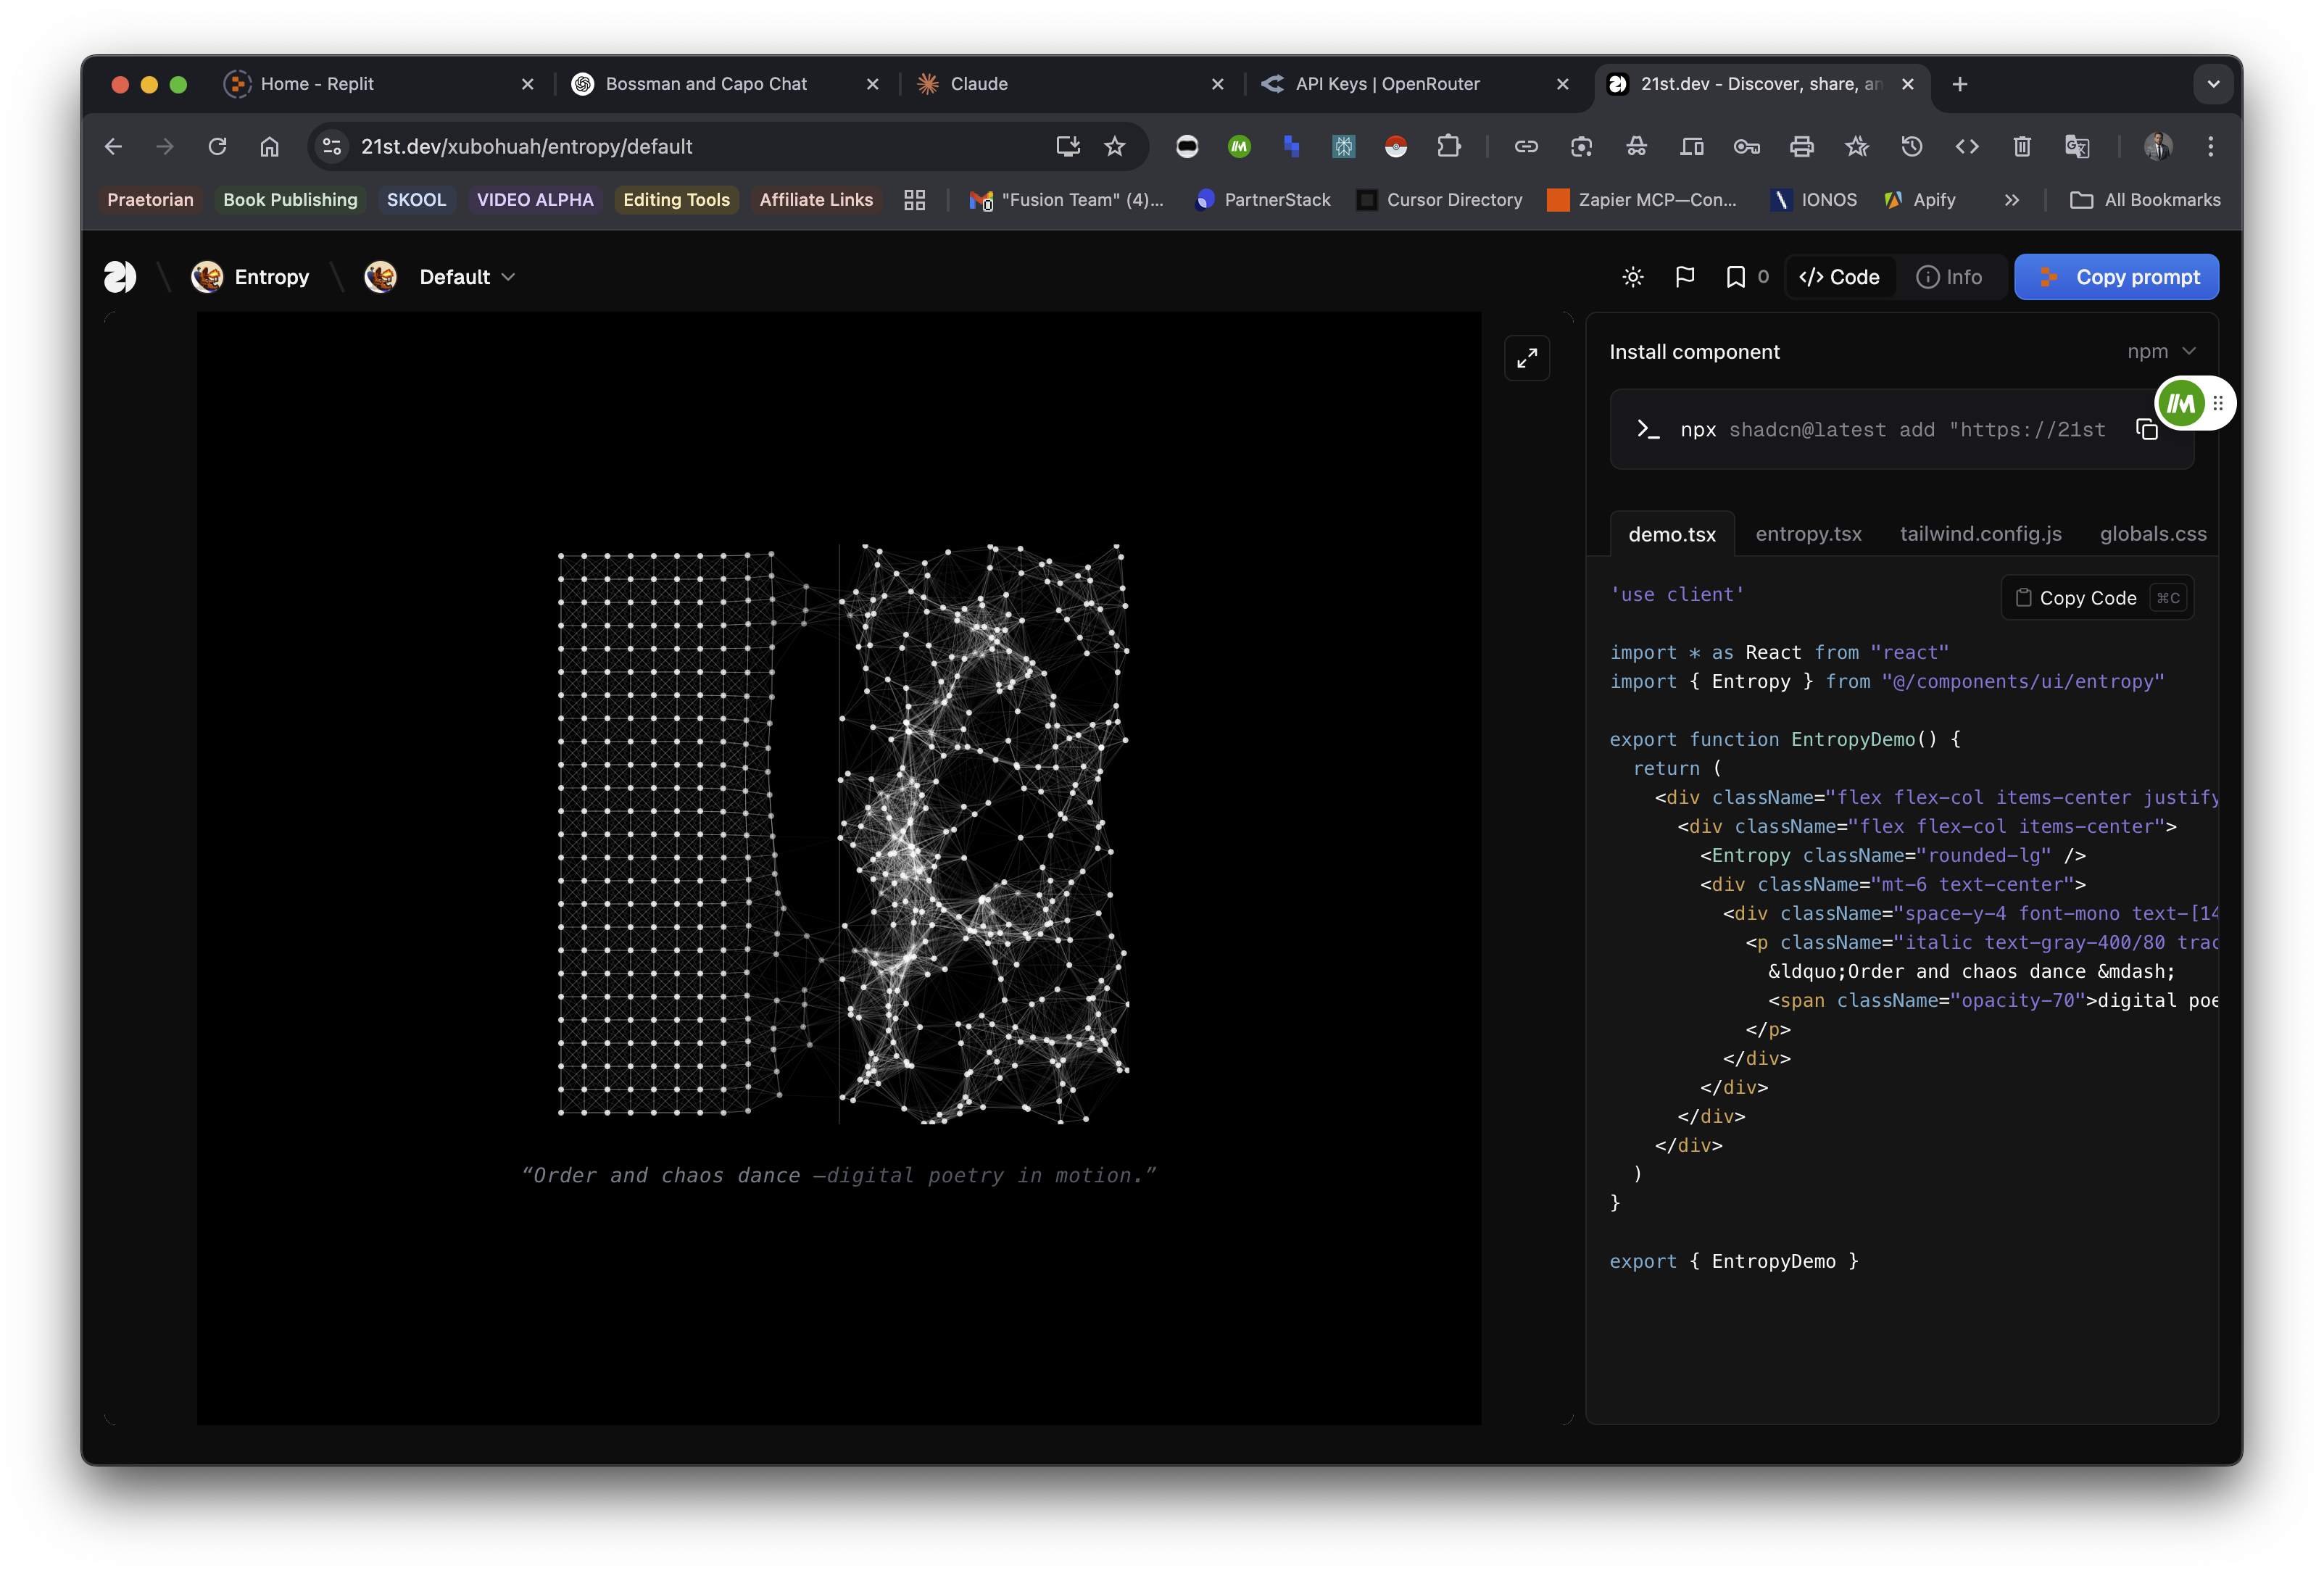 Home - Replit
Bossman and Capo Chat
Claude
API Keys | OpenRouter
21st.dev - Discover, share, an
21st.dev/xubohuah/entropy/default
Praetorian
Book Publishing
SKOOL
VIDEO ALPHA
Editing Tools
Affiliate Links
"Fusion Team" (4)...
PartnerStack
Cursor Directory
Zapier MCP—Con...
IONOS
Apify
All Bookmarks
Entropy
Default
0
Code
Info
Copy prompt
Install component
npm
npx shadcn@latest add "https://21st
demo.tsx
entropy.tsx
tailwind.config.js
globals.css
'use client'
Copy Code ⌘C
import * as React from "react"
import { Entropy } from "@/components/ui/entropy"
export function EntropyDemo() {
return (
<div className="flex flex-col items-center justify
<div className="flex flex-col items-center">
<Entropy className="rounded-lg" />
<div className="mt-6 text-center">
<div className="space-y-4 font-mono text-[14
<p className="italic text-gray-400/80 trac
&ldquo;Order and chaos dance &mdash;
<span className="opacity-70">digital poe
</p>
</div>
</div>
</div>
</div>
)
}
export { EntropyDemo }
“Order and chaos dance —digital poetry in motion.”